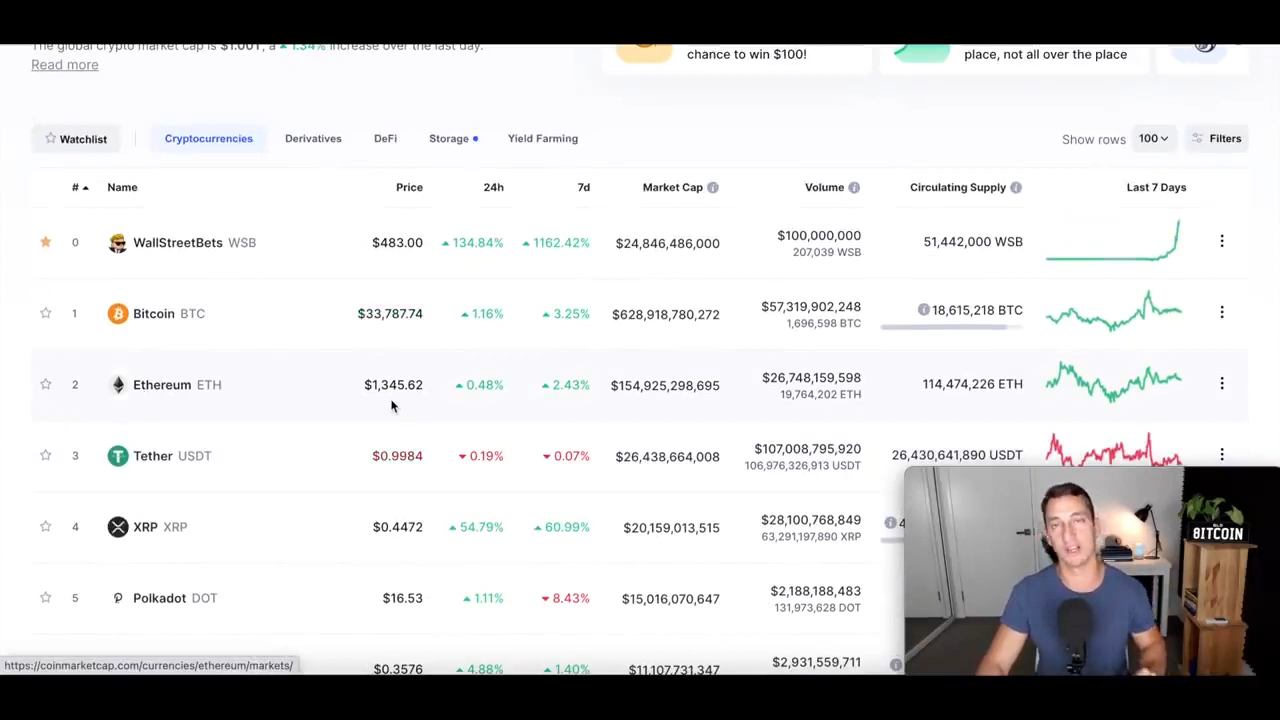 The global crypto market cap is $1.00T, a 1.34% increase over the last day.
Read more
chance to win $100!
place, not all over the place
Watchlist Cryptocurrencies Derivatives DeFi Storage Yield Farming Show rows 100 Filters
# Name Price 24h 7d Market Cap Volume Circulating Supply Last 7 Days
0 WallStreetBets WSB $483.00 134.84% 1162.42% $24,846,486,000 $100,000,000 51,442,000 WSB
207,039 WSB
1 Bitcoin BTC $33,787.74 1.16% 3.25% $628,918,780,272 $57,319,902,248 18,615,218 BTC
1,696,598 BTC
2 Ethereum ETH $1,345.62 0.48% 2.43% $154,925,298,695 $26,748,159,598 114,474,226 ETH
19,764,202 ETH
3 Tether USDT $0.9984 0.19% 0.07% $26,438,664,008 $107,008,795,920 26,430,641,890 USDT
106,976,326,913 USDT
4 XRP XRP $0.4472 54.79% 60.99% $20,159,013,515 $28,100,768,849 4
63,291,197,890 XRP
5 Polkadot DOT $16.53 1.11% 8.43% $15,016,070,647 $2,188,188,483
131,973,628 DOT
$0.3576 4.88% 1.40% $11,107,731,347 $2,931,559,711
https://coinmarketcap.com/currencies/ethereum/markets/
BITCOIN